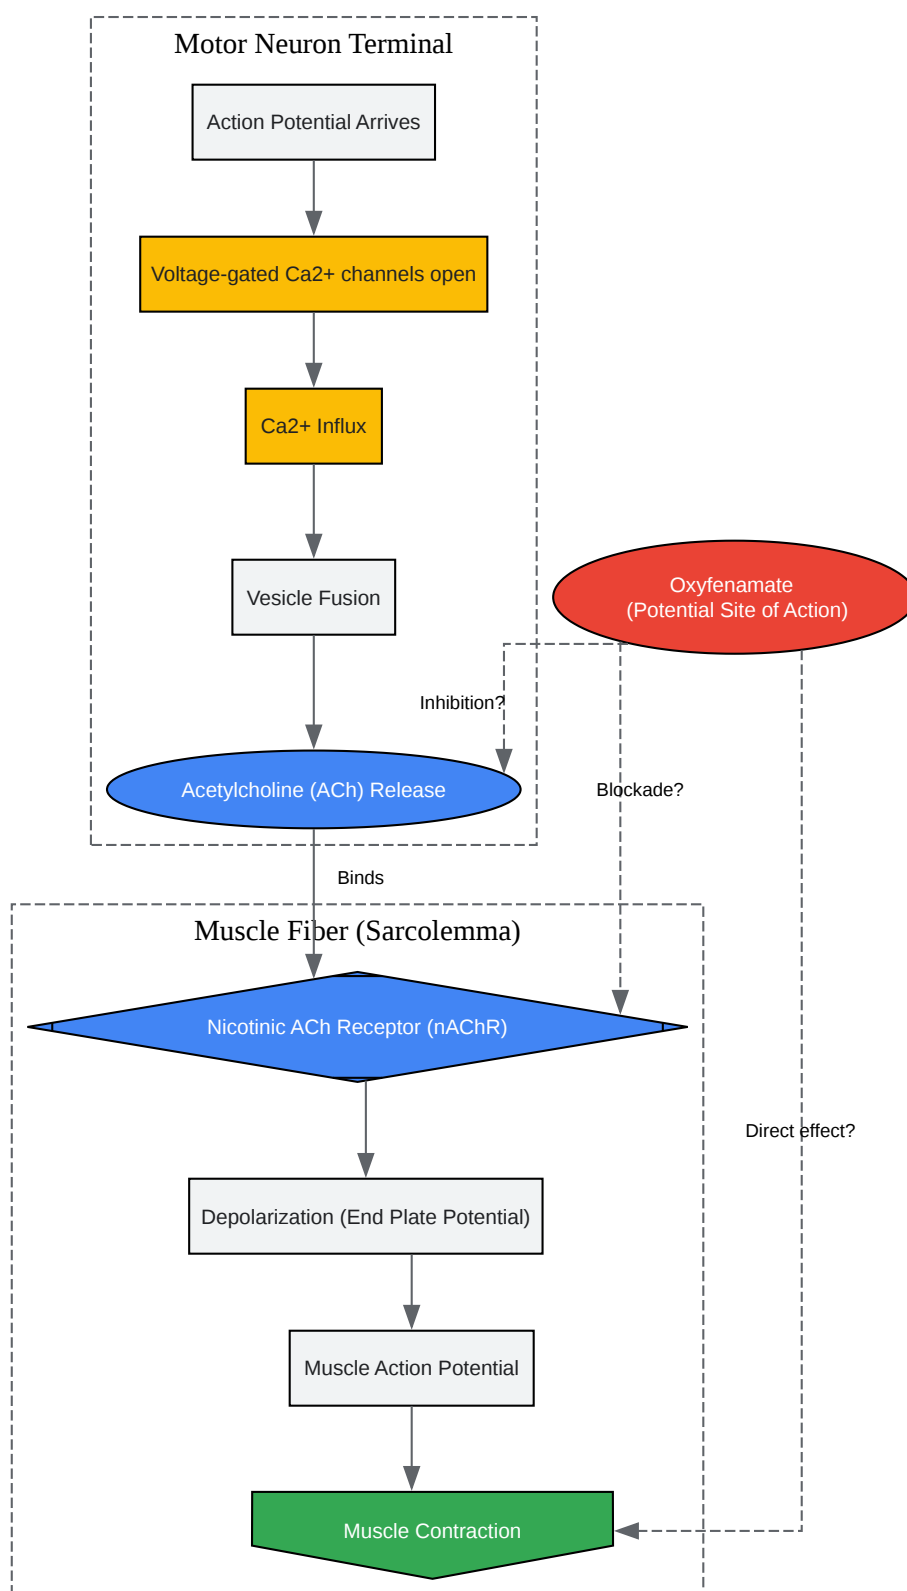 Motor Neuron Terminal
Action Potential Arrives
Voltage-gated Ca2+ channels open
Ca2+ Influx
Vesicle Fusion
Oxyfenamate
(Potential Site of Action)
Inhibition?
Acetylcholine (ACh) Release
Blockade?
Binds
Muscle Fiber (Sarcolemma)
Nicotinic ACh Receptor (nAChR)
Direct effect?
Depolarization (End Plate Potential)
Muscle Action Potential
Muscle Contraction